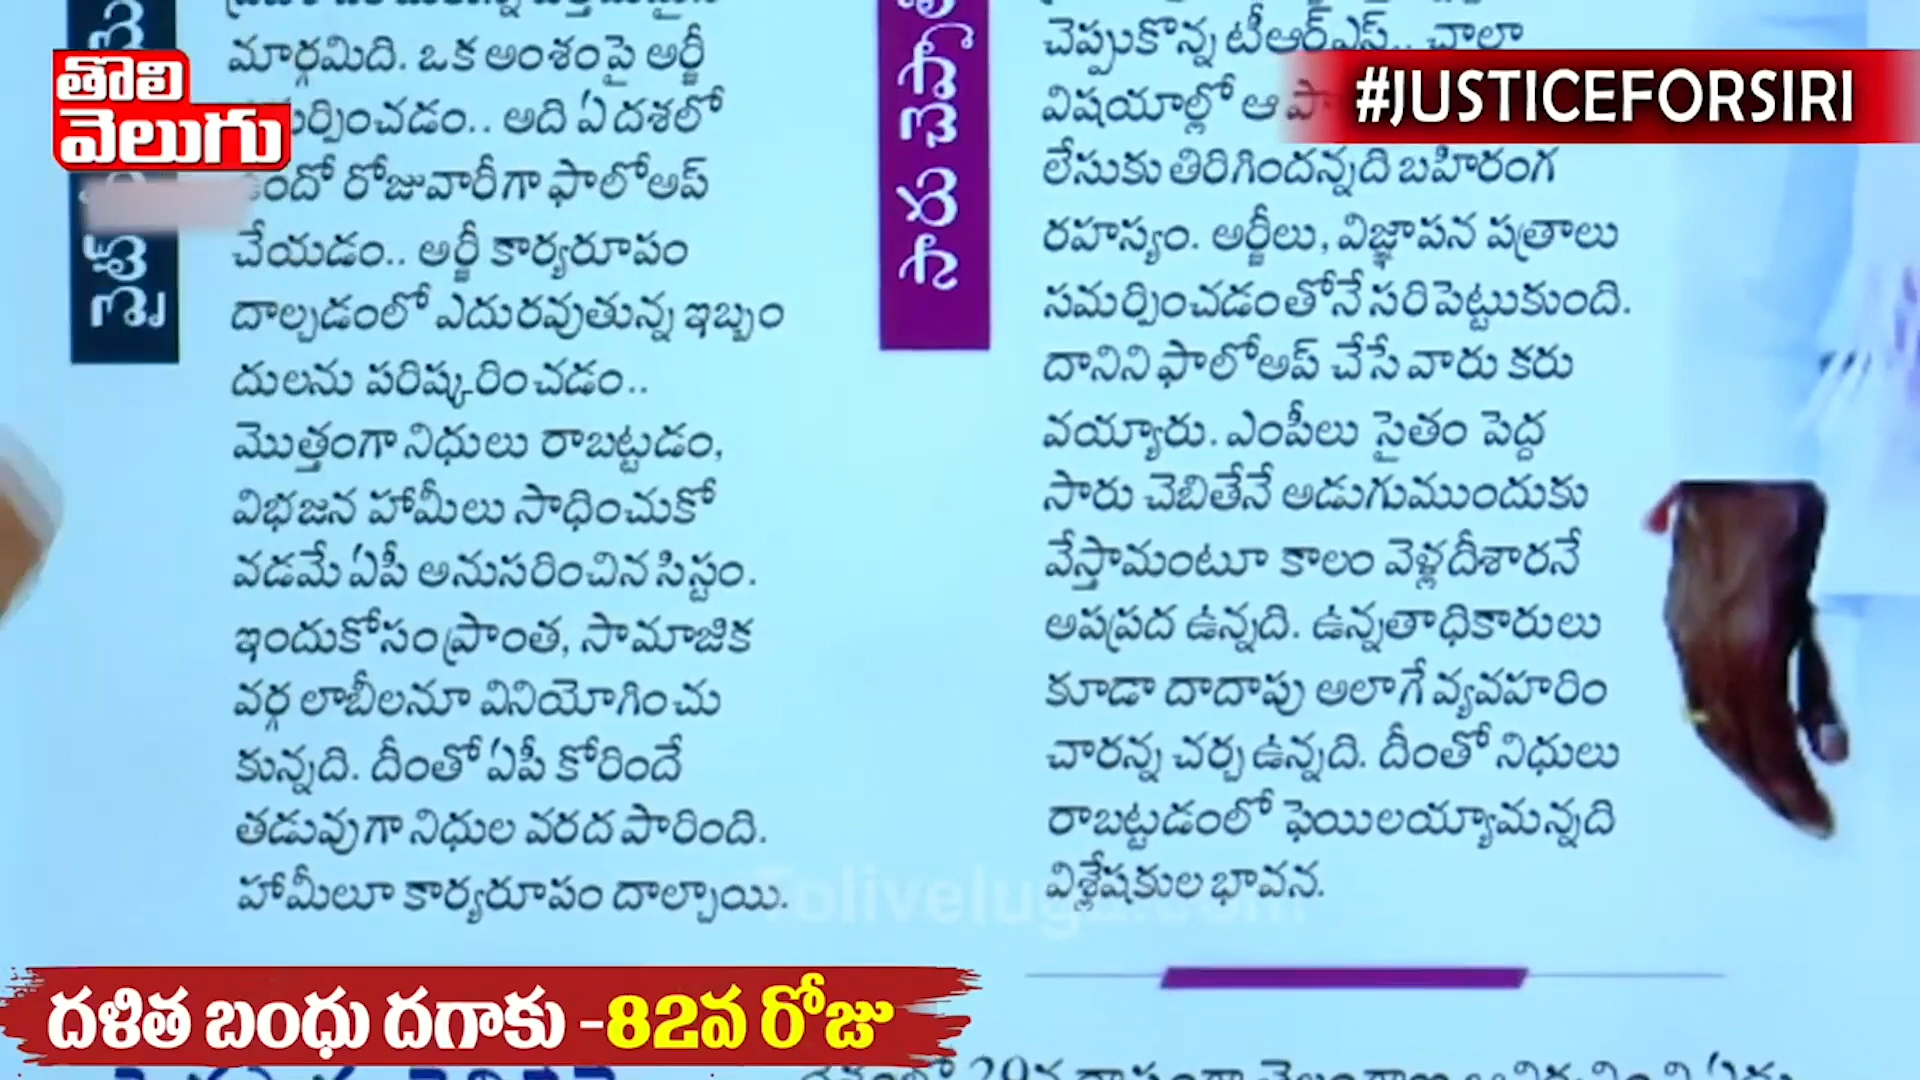 తొలి
వెలుగు
#JUSTICEFORSIRI
మార్గమిది. ఒక అంశంపై అర్జీ
అది ఏ దశలో
రోజువారీగా ఫాలోఅప్
చేయడం.. అర్జీ కార్యరూపం
దాల్చడంలో ఎదురవుతున్న ఇబ్బం
దులను పరిష్కరించడం..
మొత్తంగా నిధులు రాబట్టడం,
విభజన హామీలు సాధించుకో
వడమే ఏపీ అనుసరించిన సిస్టం.
ఇందుకోసం ప్రాంత, సామాజిక
వర్గ లాబీలనూ వినియోగించు
కున్నది. దీంతో ఏపీ కోరిందే
తడువుగా నిధుల వరద పారింది.
హామీలూ కార్యరూపం దాల్చాయి.
సారు చెప్పా
చెప్పుకొన్న టీఆర్ఎస్.. చాలా
విషయాల్లో ఆ
లేసుకు తిరిగిందన్నది బహిరంగ
రహస్యం. అర్జీలు, విజ్ఞాపన పత్రాలు
సమర్పించడంతోనే సరిపెట్టుకుంది.
దానిని ఫాలోఅప్ చేసే వారు కరు
వయ్యారు. ఎంపీలు సైతం పెద్ద
సారు చెబితేనే అడుగుముందుకు
వేస్తామంటూ కాలం వెళ్లదీశారనే
అపప్రద ఉన్నది. ఉన్నతాధికారులు
కూడా దాదాపు అలాగే వ్యవహరిం
చారన్న చర్చ ఉన్నది. దీంతో నిధులు
రాబట్టడంలో ఫెయిలయ్యామన్నది
విశ్లేషకుల భావన.
Tolivelugu.com
దళిత బంధు దగాకు -82వ రోజు